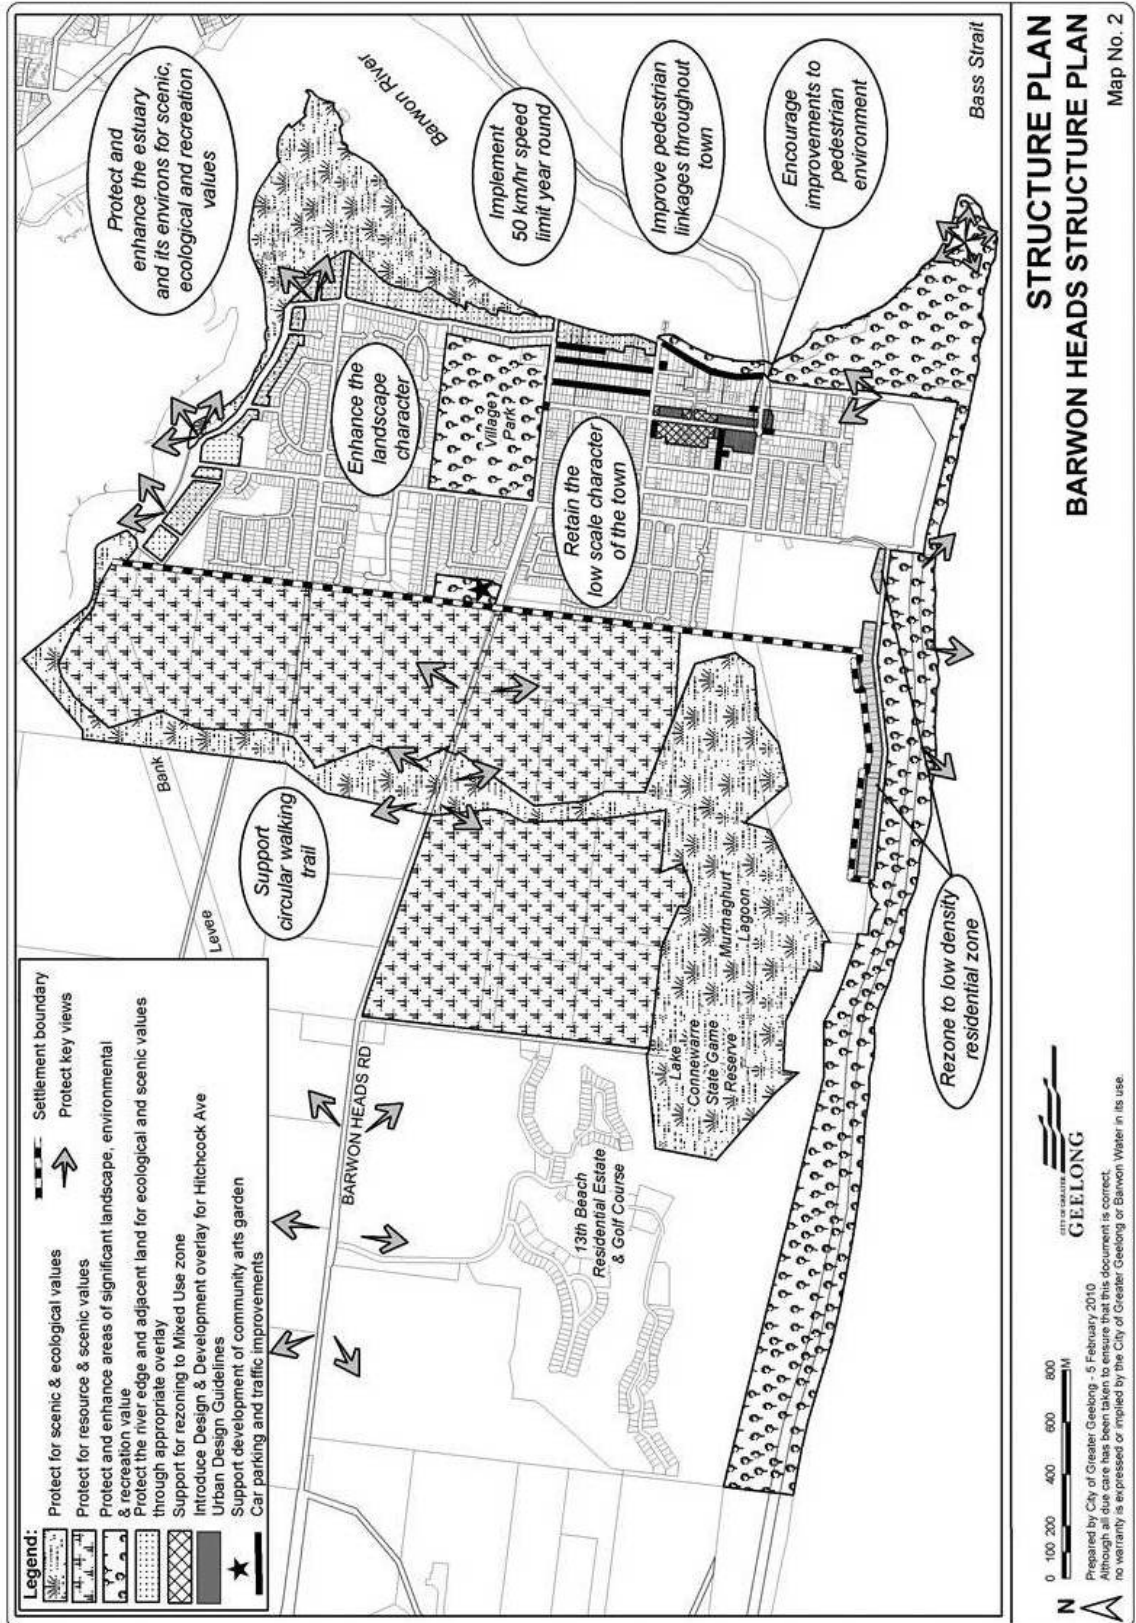 Legend:
Protect for scenic & ecological values
Protect for resource & scenic values
Protect and enhance areas of significant landscape, environmental
& recreation value
Protect the river edge and adjacent land for ecological and scenic values
through appropriate overlay
Support for rezoning to Mixed Use zone
Introduce Design & Development overlay for Hitchcock Ave
Urban Design Guidelines
Support development of community arts garden
Car parking and traffic improvements
Settlement boundary
Protect key views
Levee
Bank
Support
circular walking
trail
BARWON HEADS RD
13th Beach
Residential Estate
& Golf Course
Lake
Connewarre
State Game
Reserve
Murtnaghurt
Lagoon
Protect and
enhance the estuary
and its environs for scenic,
ecological and recreation
values
Enhance the
landscape
character
Village
Park
Retain the
low scale character
of the town
Barwon River
Implement
50 km/hr speed
limit year round
Improve pedestrian
linkages throughout
town
Encourage
improvements to
pedestrian
environment
Rezone to low density
residential zone
Bass Strait
N
0 100 200 400 600 800
M
CITY OF GREATER
GEELONG
Prepared by City of Greater Geelong - 5 February 2010
Although all due care has been taken to ensure that this document is correct,
no warranty is expressed or implied by the City of Greater Geelong or Barwon Water in its use.
STRUCTURE PLAN
BARWON HEADS STRUCTURE PLAN
Map No. 2